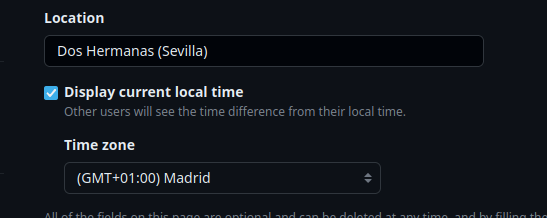 Location
Dos Hermanas (Sevilla)
Display current local time
Other users will see the time difference from their local time.
Time zone
(GMT+01:00) Madrid
All of the fields on this page are optional and can be deleted at any time, and by filling the